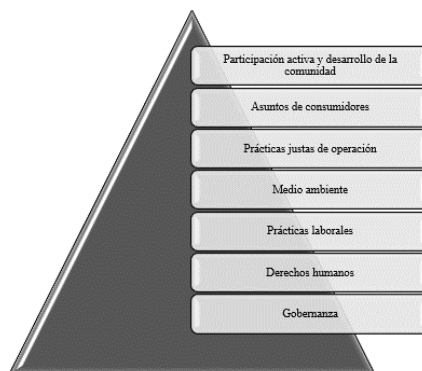 Participación activa y desarrollo de la
comunidad
Asuntos de consumidores
Prácticas justas de operación
Medio ambiente
Prácticas laborales
Derechos humanos
Gobernanza